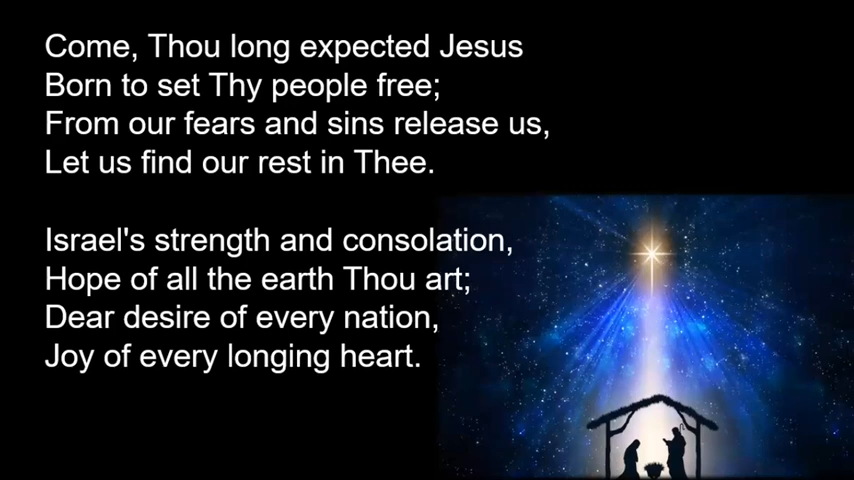 Come, Thou long expected Jesus
Born to set Thy people free;
From our fears and sins release us,
Let us find our rest in Thee.
Israel's strength and consolation,
Hope of all the earth Thou art;
Dear desire of every nation,
Joy of every longing heart.